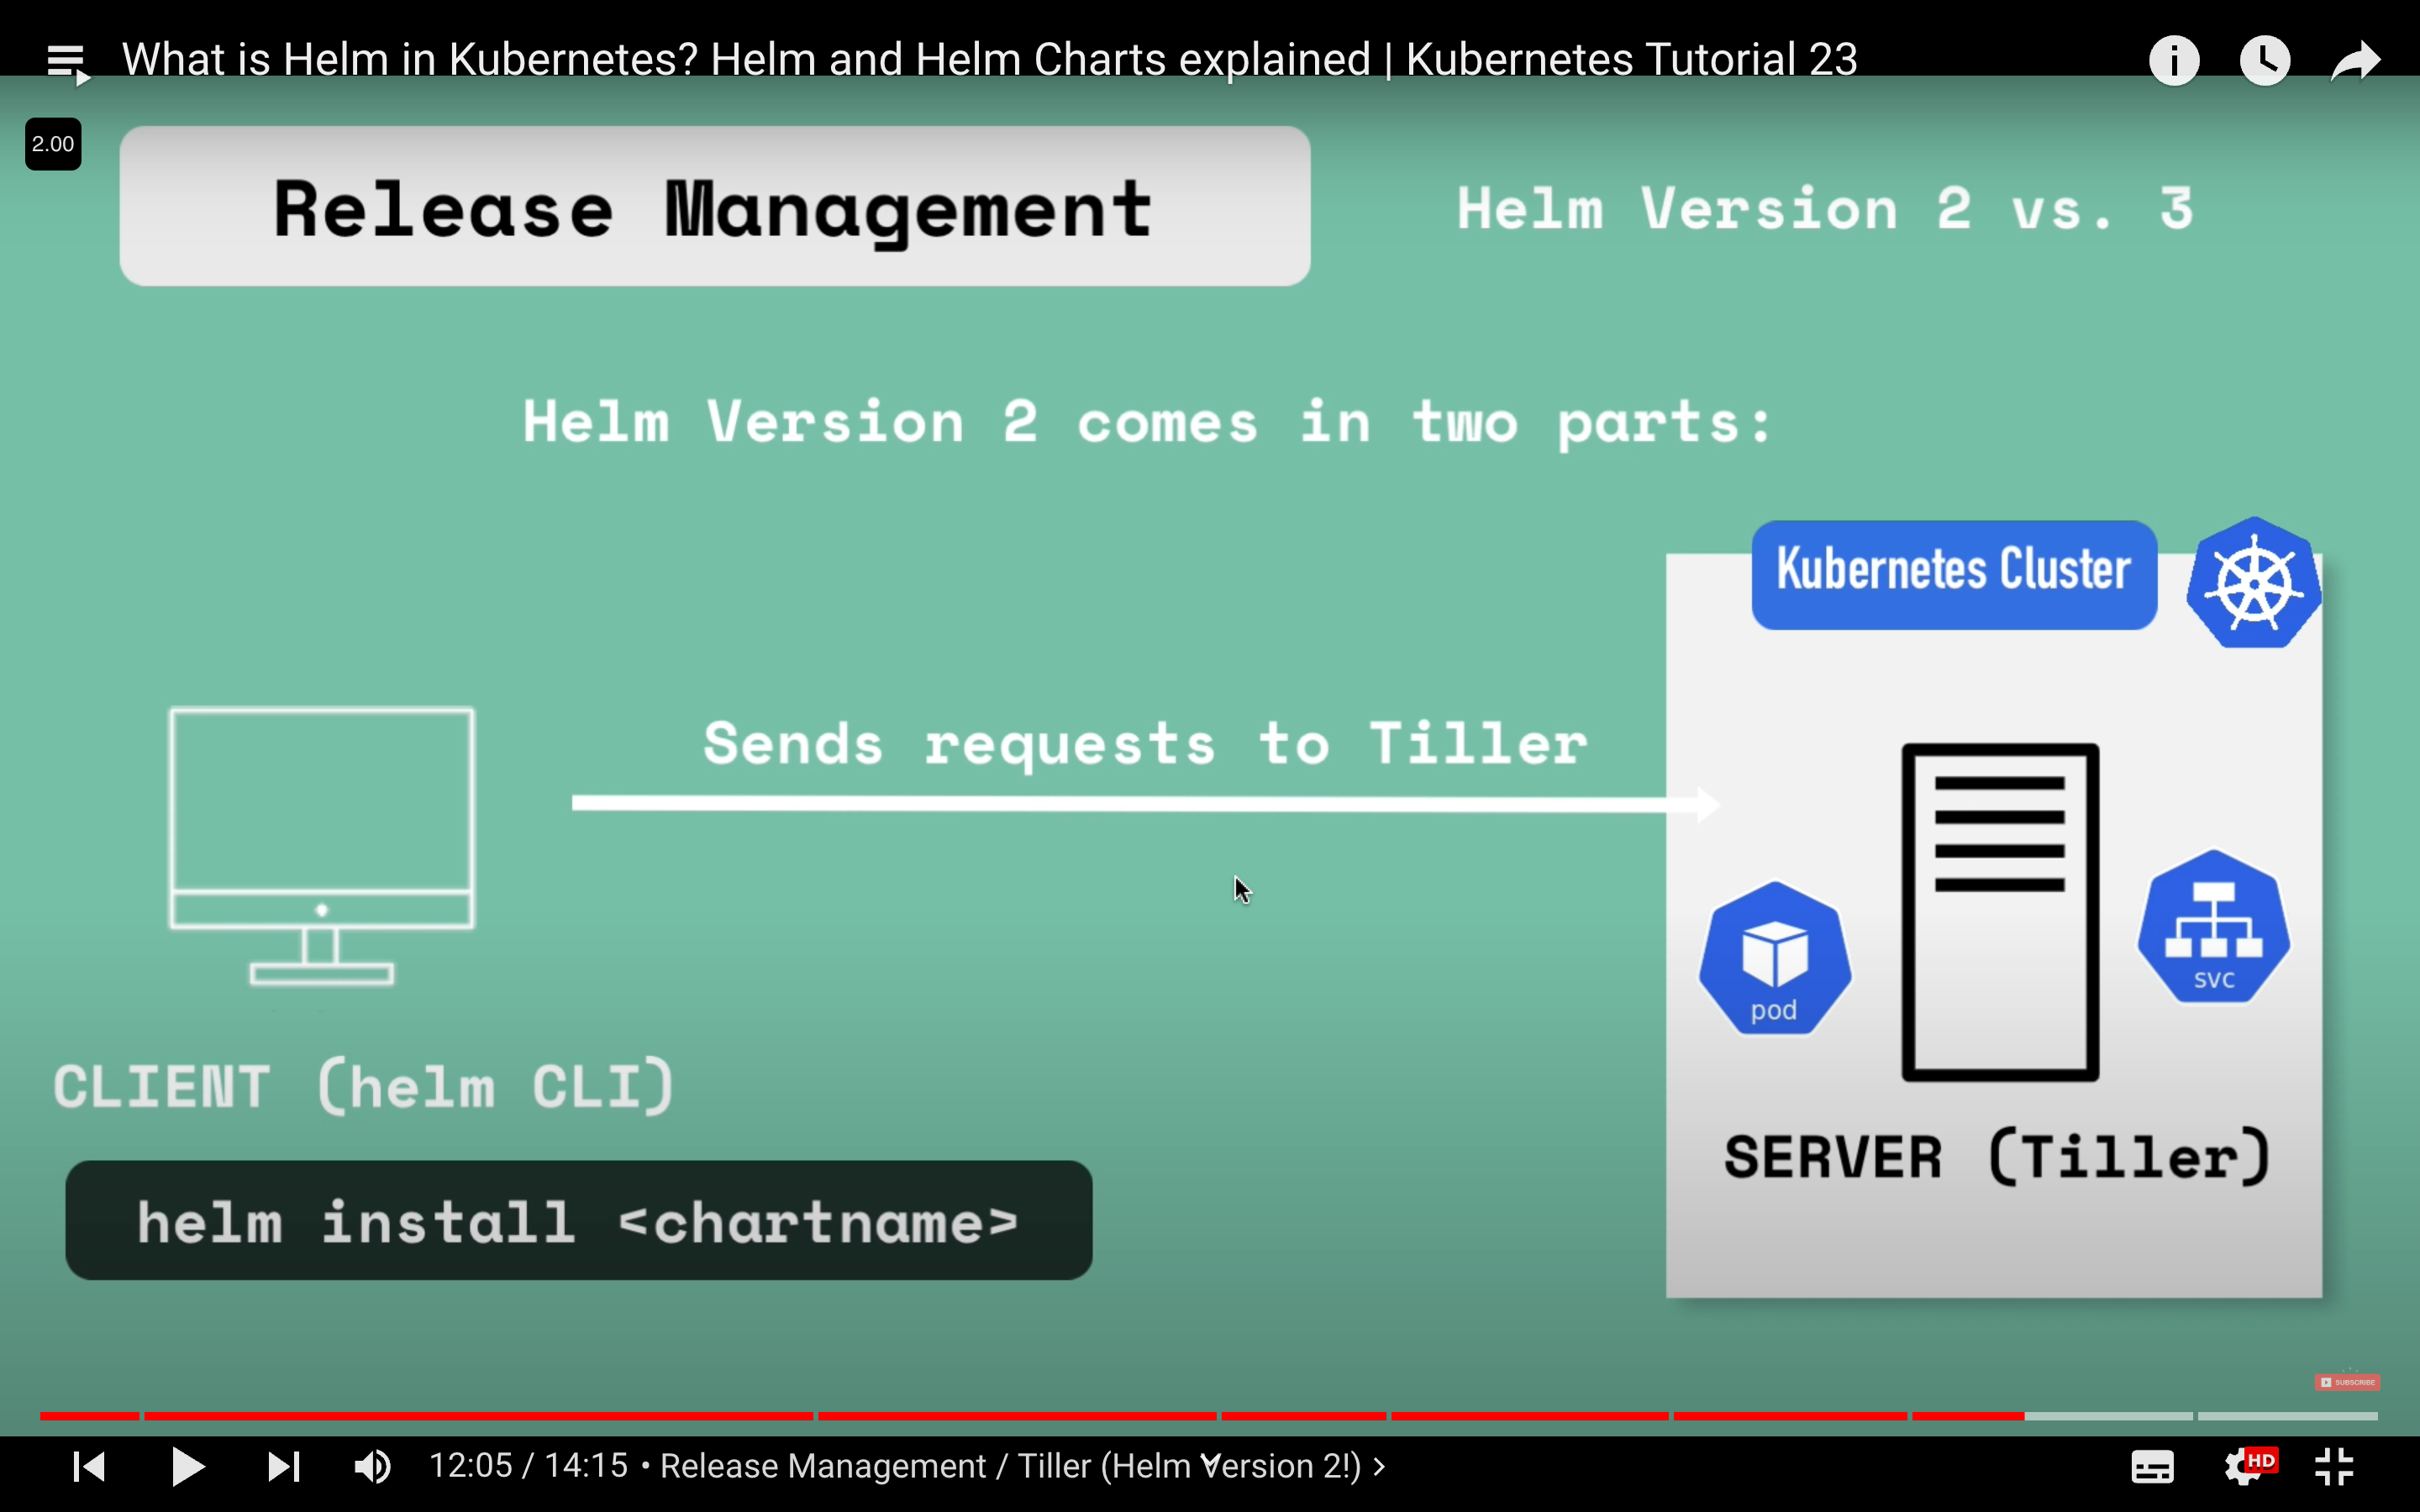 What is Helm in Kubernetes? Helm and Helm Charts explained | Kubernetes Tutorial 23
2.00
Release Management
Helm Version 2 vs. 3
Helm Version 2 comes in two parts:
Kubernetes Cluster
Sends requests to Tiller
pod
svc
CLIENT (helm CLI)
SERVER (Tiller)
helm install <chartname>
SUBSCRIBE
12:05 / 14:15 • Release Management / Tiller (Helm Version 2!) >
HD